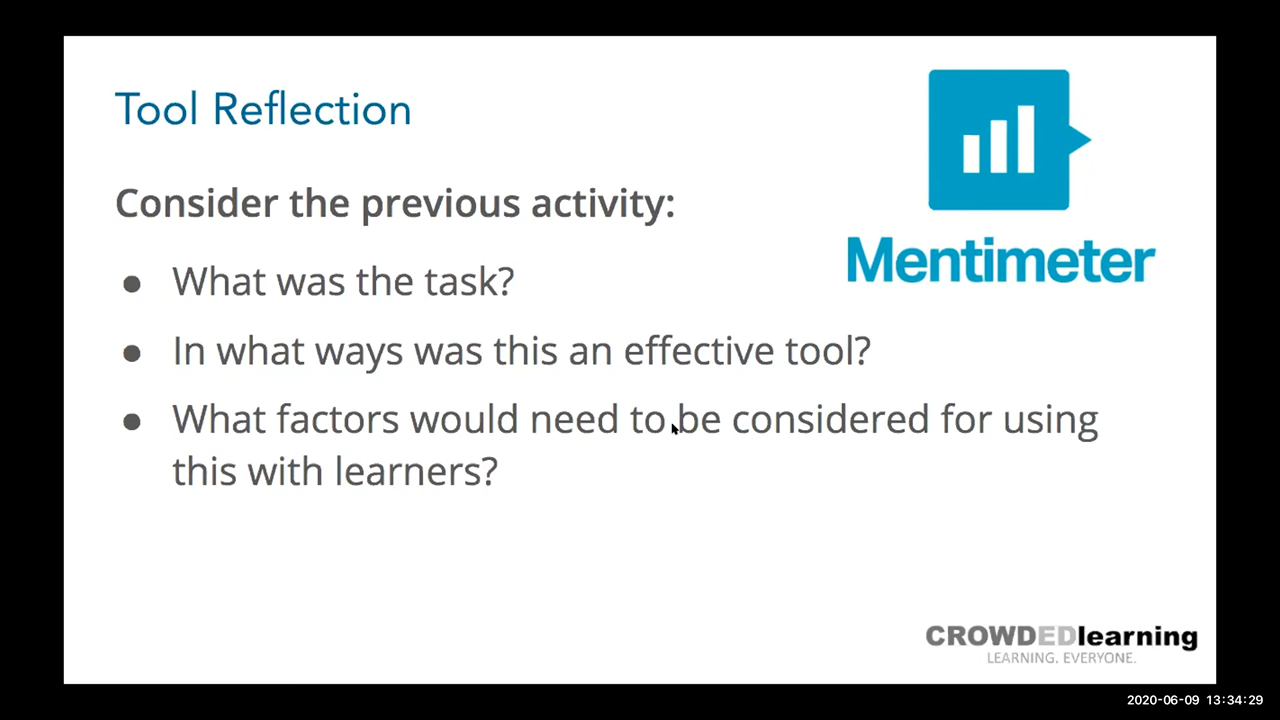 Tool Reflection
Mentimeter
Consider the previous activity:
● What was the task?
● In what ways was this an effective tool?
● What factors would need to be considered for using
this with learners?
CROWDEDlearning
LEARNING. EVERYONE.
2020-06-09 13:34:29